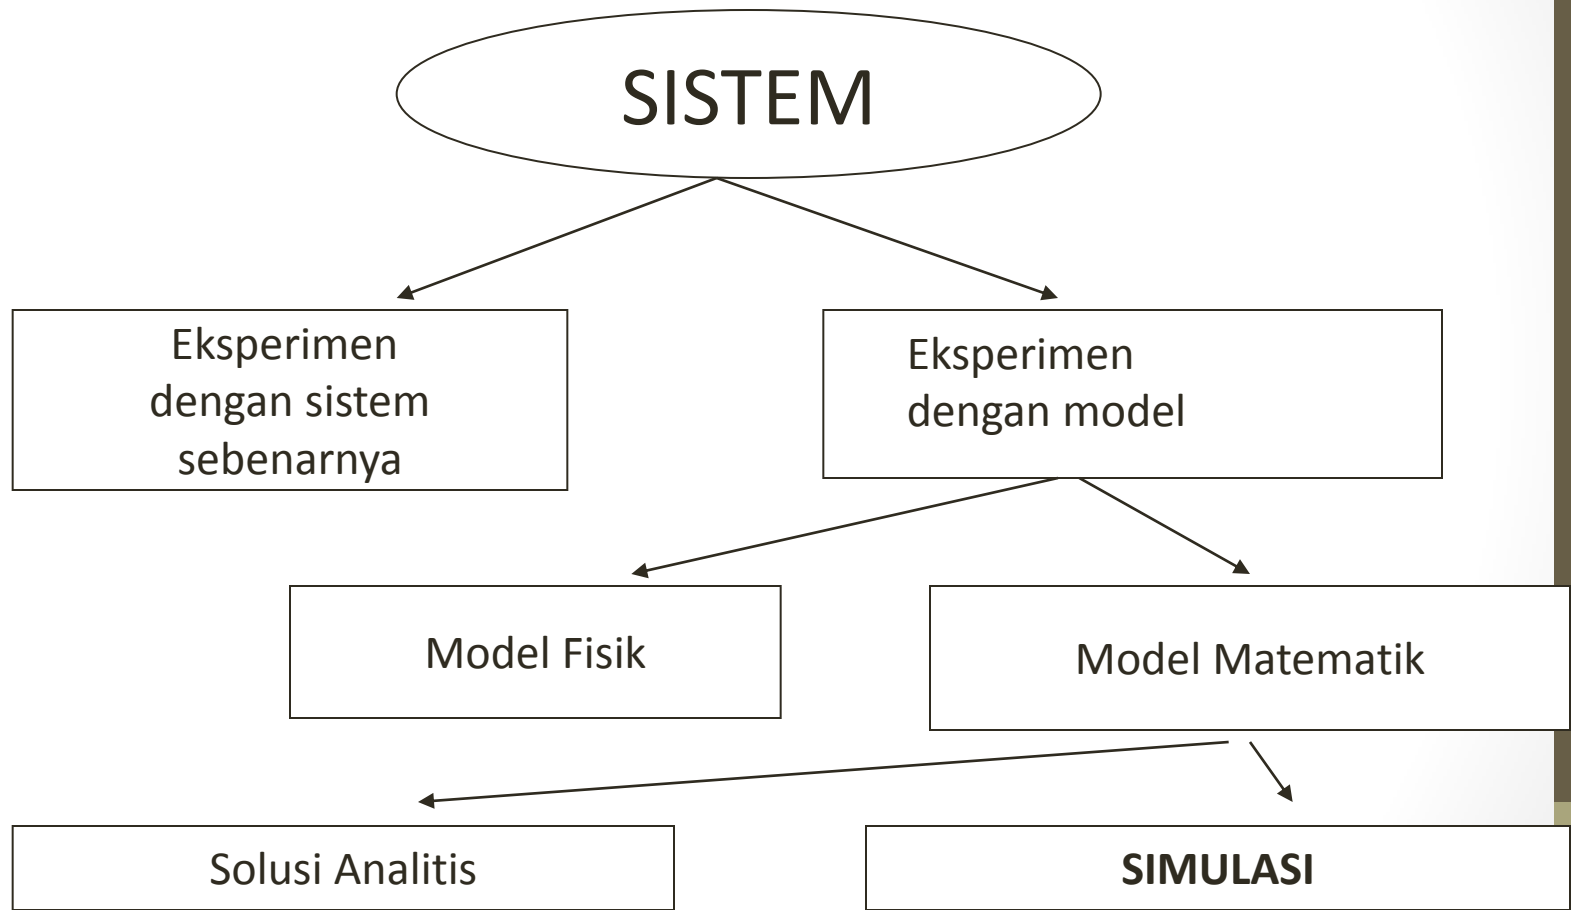 SISTEM
Eksperimen
dengan sistem
sebenarnya
Eksperimen
dengan model
Model Fisik
Model Matematik
Solusi Analitis
SIMULASI